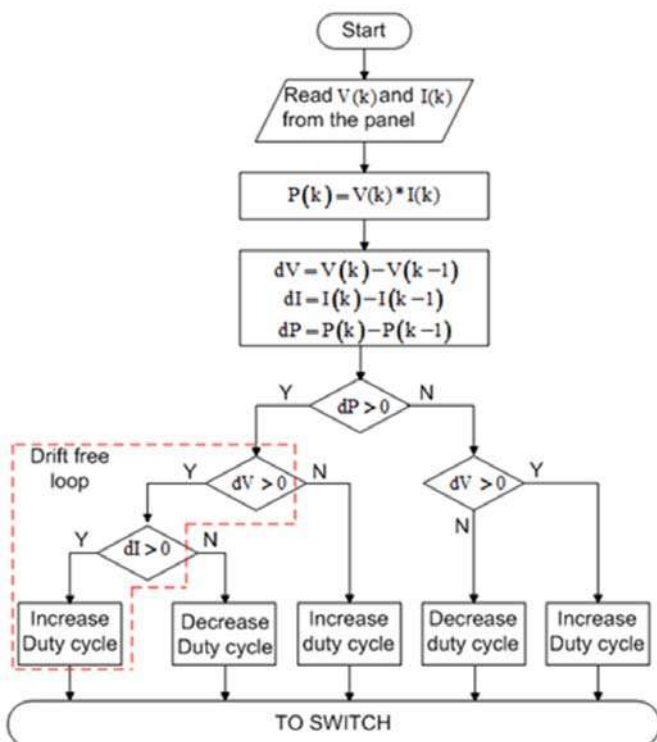 Start
Read V(k) and I(k)
from the panel
P(k)=V(k)*I(k)
dV=V(k)−V(k−1)
dI=I(k)−I(k−1)
dP=P(k)−P(k−1)
Y
dP>0
N
Drift free
loop
Y
dV>0
N
dV>0
Y
N
Y
dI>0
N
Increase
Duty cycle
Decrease
Duty cycle
Increase
duty cycle
Decrease
duty cycle
Increase
Duty cycle
TO SWITCH